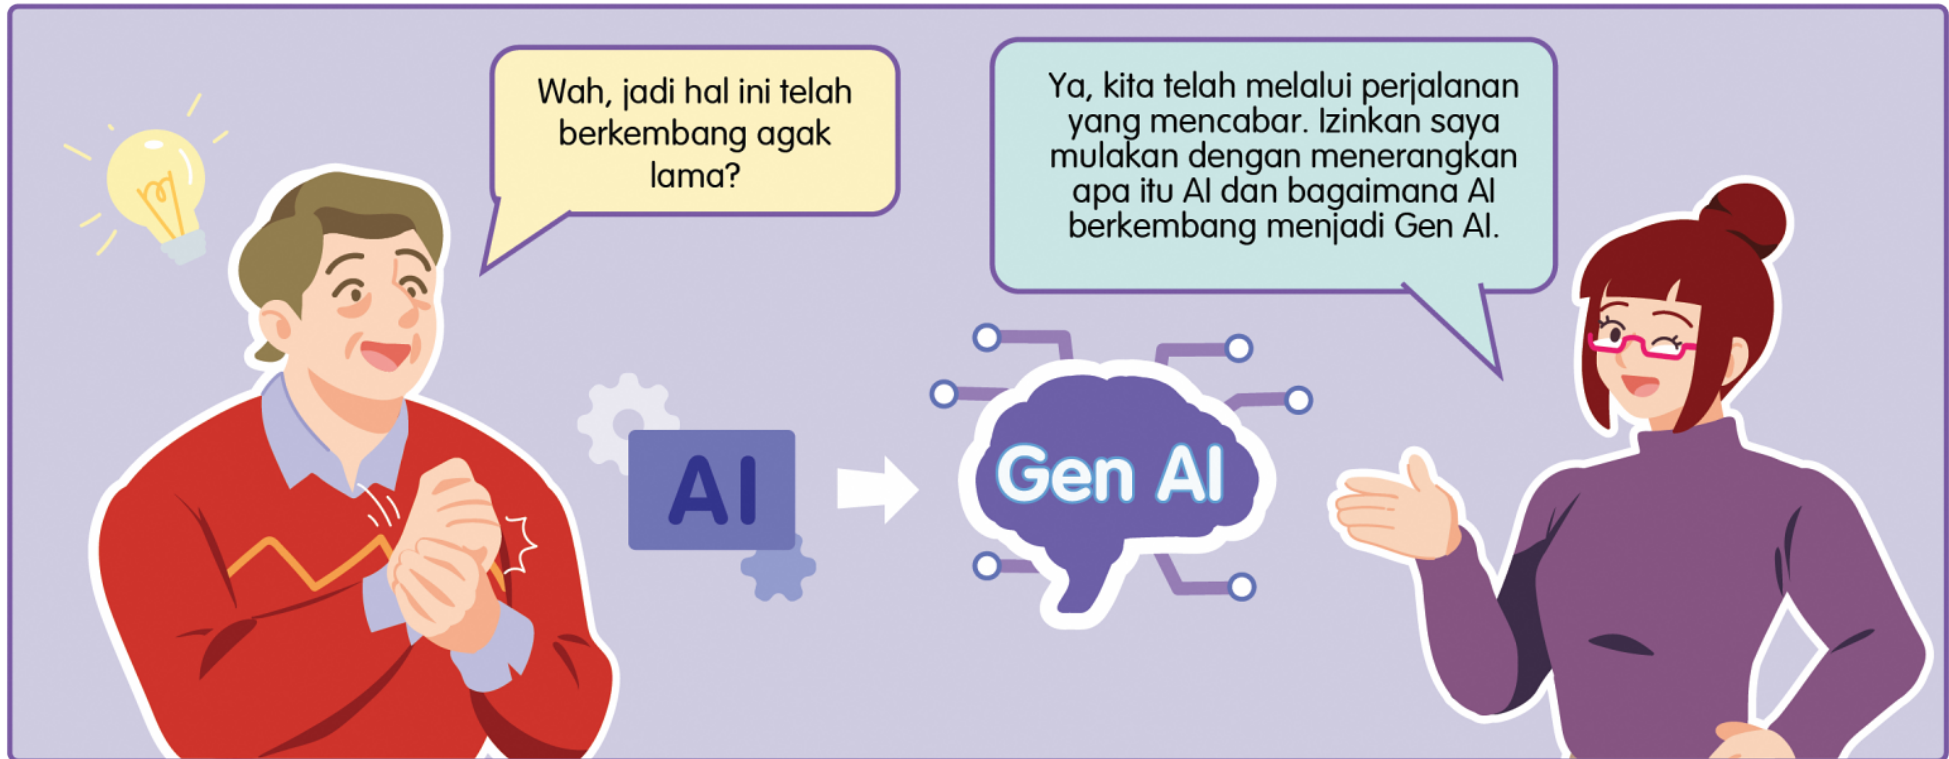 Wah, jadi hal ini telah
berkembang agak
lama?
Ya, kita telah melalui perjalanan
yang mencabar. Izinkan saya
mulakan dengan menerangkan
apa itu AI dan bagaimana AI
berkembang menjadi Gen AI.
AI
Gen AI